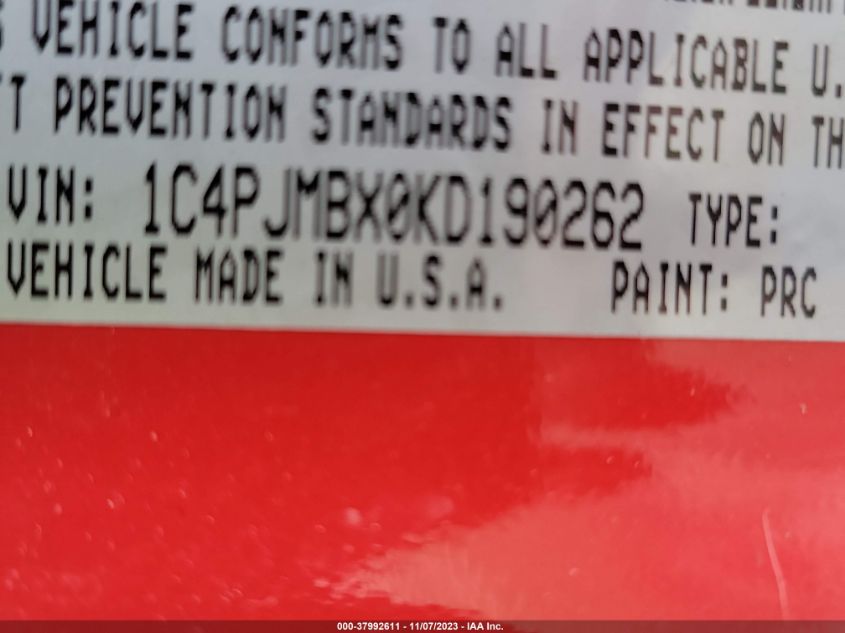 VEHICLE CONFORMS TO ALL APPLICABLE U.
T PREVENTION STANDARDS IN EFFECT ON TH
VIN: 1C4PJMBX0KD190262 TYPE:
VEHICLE MADE IN U.S.A. PAINT: PRC
000-37992611 - 11/07/2023 - IAA Inc.